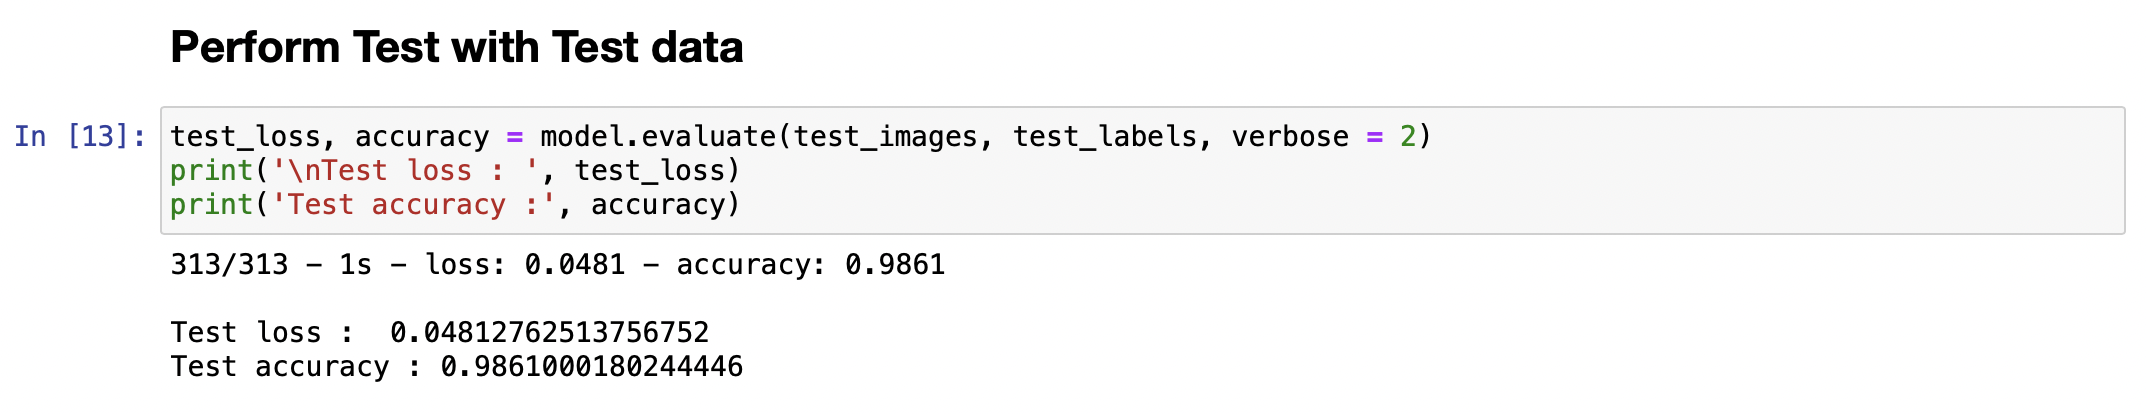 Perform Test with Test data
In [13]:
test_loss, accuracy = model.evaluate(test_images, test_labels, verbose = 2)
print('\nTest loss : ', test_loss)
print('Test accuracy :', accuracy)
313/313 - 1s - loss: 0.0481 - accuracy: 0.9861
Test loss :  0.04812762513756752
Test accuracy : 0.9861000180244446